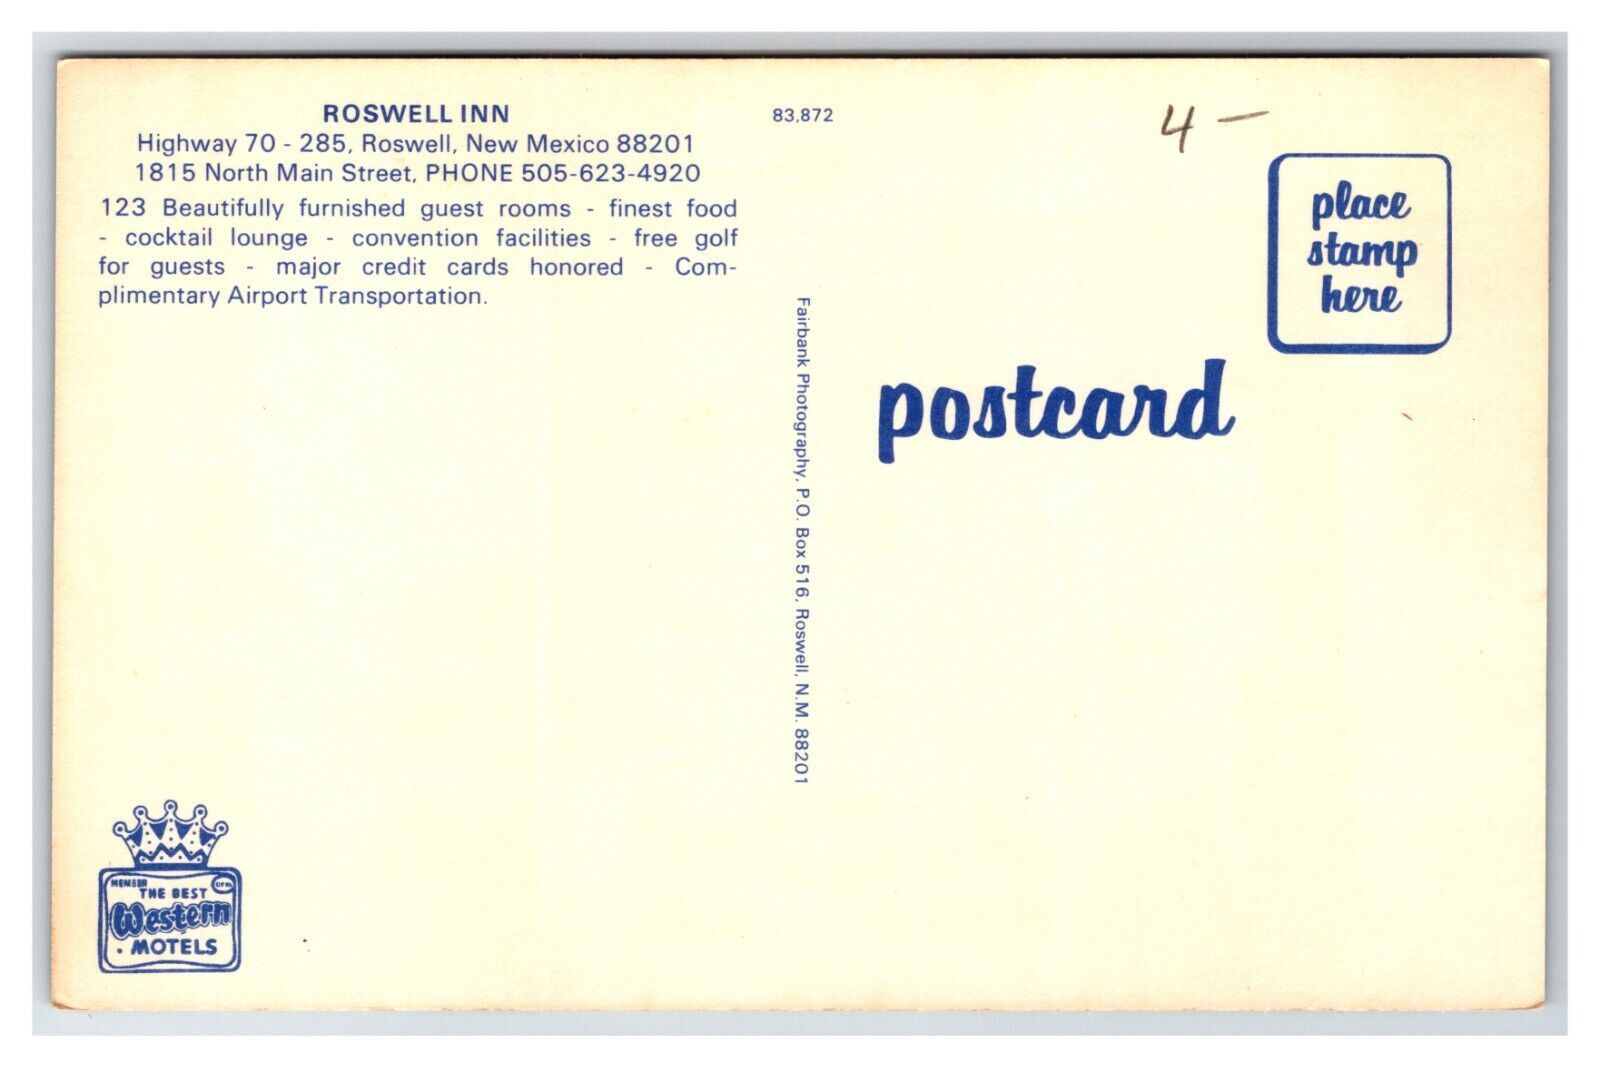 ROSWELL INN
Highway 70 - 285, Roswell, New Mexico 88201
1815 North Main Street, PHONE 505-623-4920
123 Beautifully furnished guest rooms - finest food
- cocktail lounge - convention facilities - free golf
for guests - major credit cards honored - Com-
plimentary Airport Transportation.
83,872
4 -
place
stamp
here
postcard
Fairbank Photography, P.O. Box 516, Roswell, N.M. 88201
MEMBER
THE BEST
Western
MOTELS